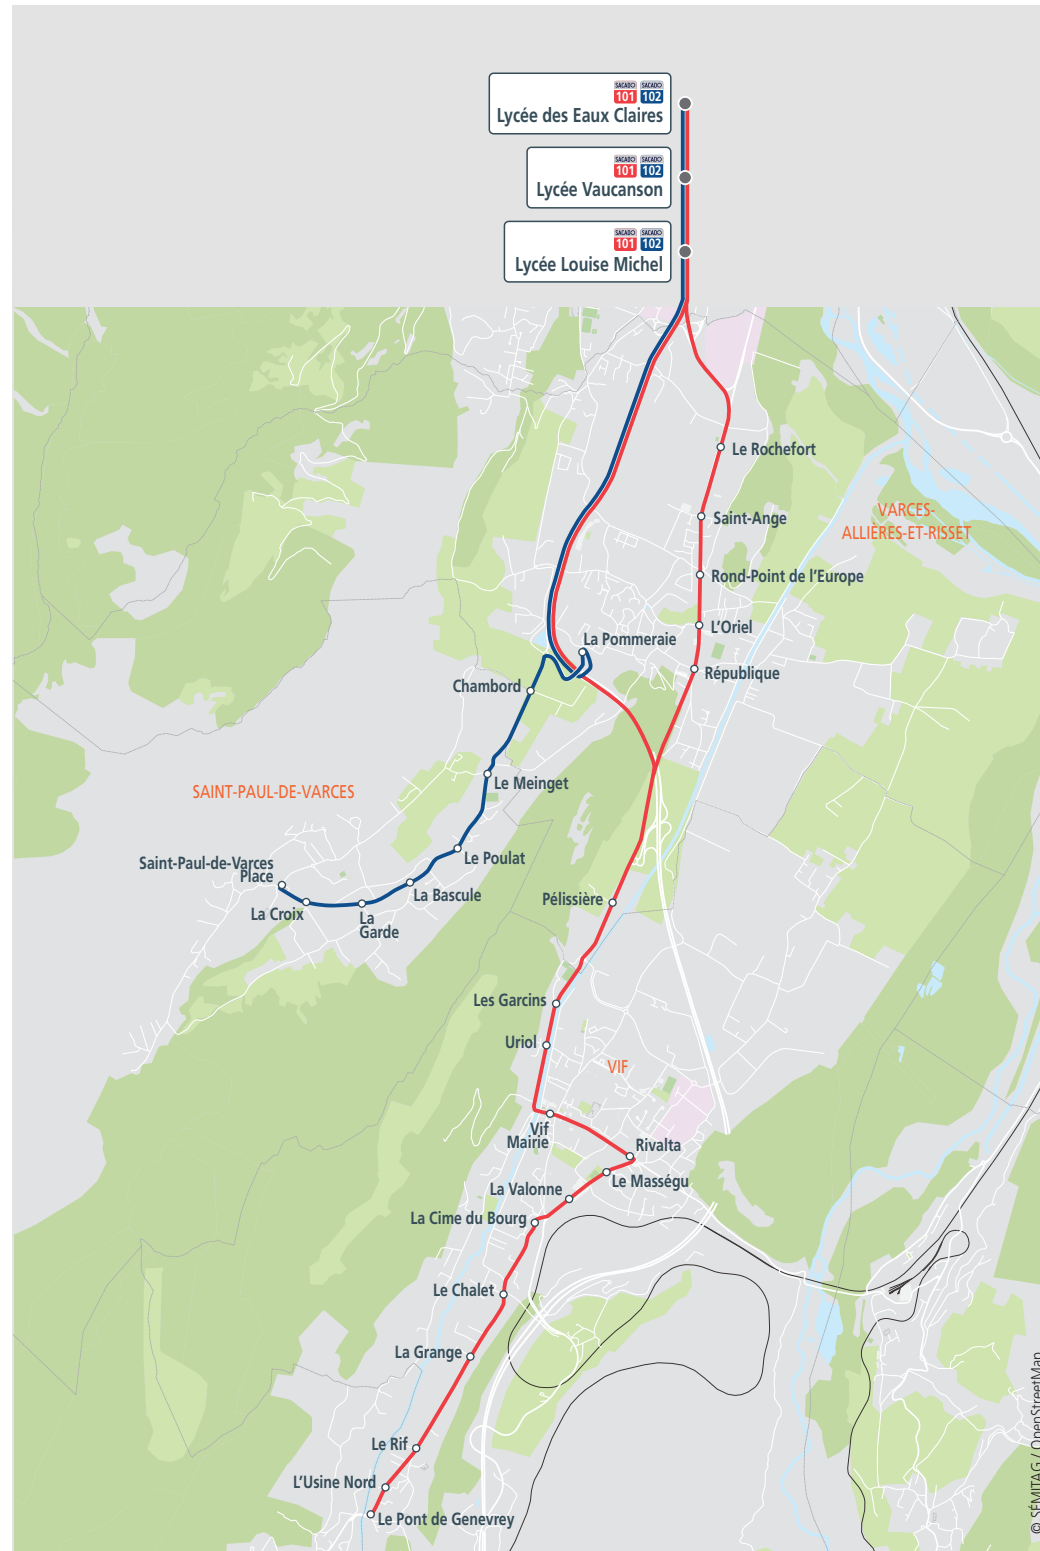 SACADO SACADO
101 102
Lycée des Eaux Claires
SACADO SACADO
101 102
Lycée Vaucanson
SACADO SACADO
101 102
Lycée Louise Michel
Le Rochefort
VARCES-
ALLIÈRES-ET-RISSET
Saint-Ange
Rond-Point de l’Europe
L’Oriel
La Pommeraie
République
Chambord
Le Meinget
SAINT-PAUL-DE-VARCES
Le Poulat
Saint-Paul-de-Varces
Place
La Bascule
La Croix
La
Garde
Pélissière
Les Garcins
Uriol
VIF
Vif
Mairie
Rivalta
Le Masségu
La Valonne
La Cime du Bourg
Le Chalet
La Grange
Le Rif
L’Usine Nord
Le Pont de Genevrey
© SÉMITAG / OpenStreetMap